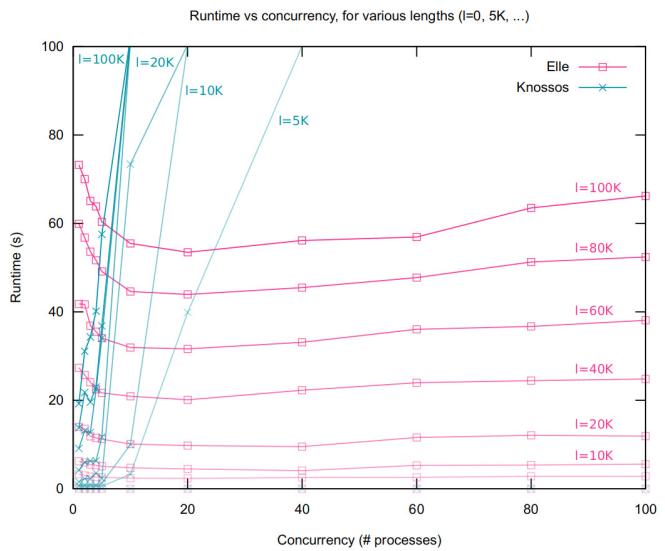 Runtime vs concurrency, for various lengths (l=0, 5K, ...)
100
80
60
40
20
0
Runtime (s)
l=100K
l=20K
l=10K
l=5K
Elle
Knossos
l=100K
l=80K
l=60K
l=40K
l=20K
l=10K
0
20
40
60
80
100
Concurrency (# processes)